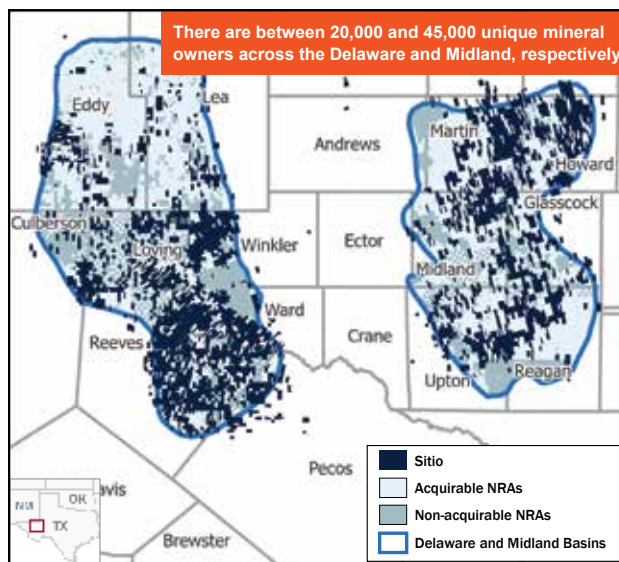 There are between 20,000 and 45,000 unique mineral
owners across the Delaware and Midland, respectively
Eddy
Lea
Andrews
Martin
Howard
Glasscock
Culberson
Loving
Winkler
Ector
Midland
Ward
Reeves
Crane
Upton
Reagan
Pecos
avis
Brewster
NM
OK
TX
Sitio
Acquirable NRAs
Non-acquirable NRAs
Delaware and Midland Basins